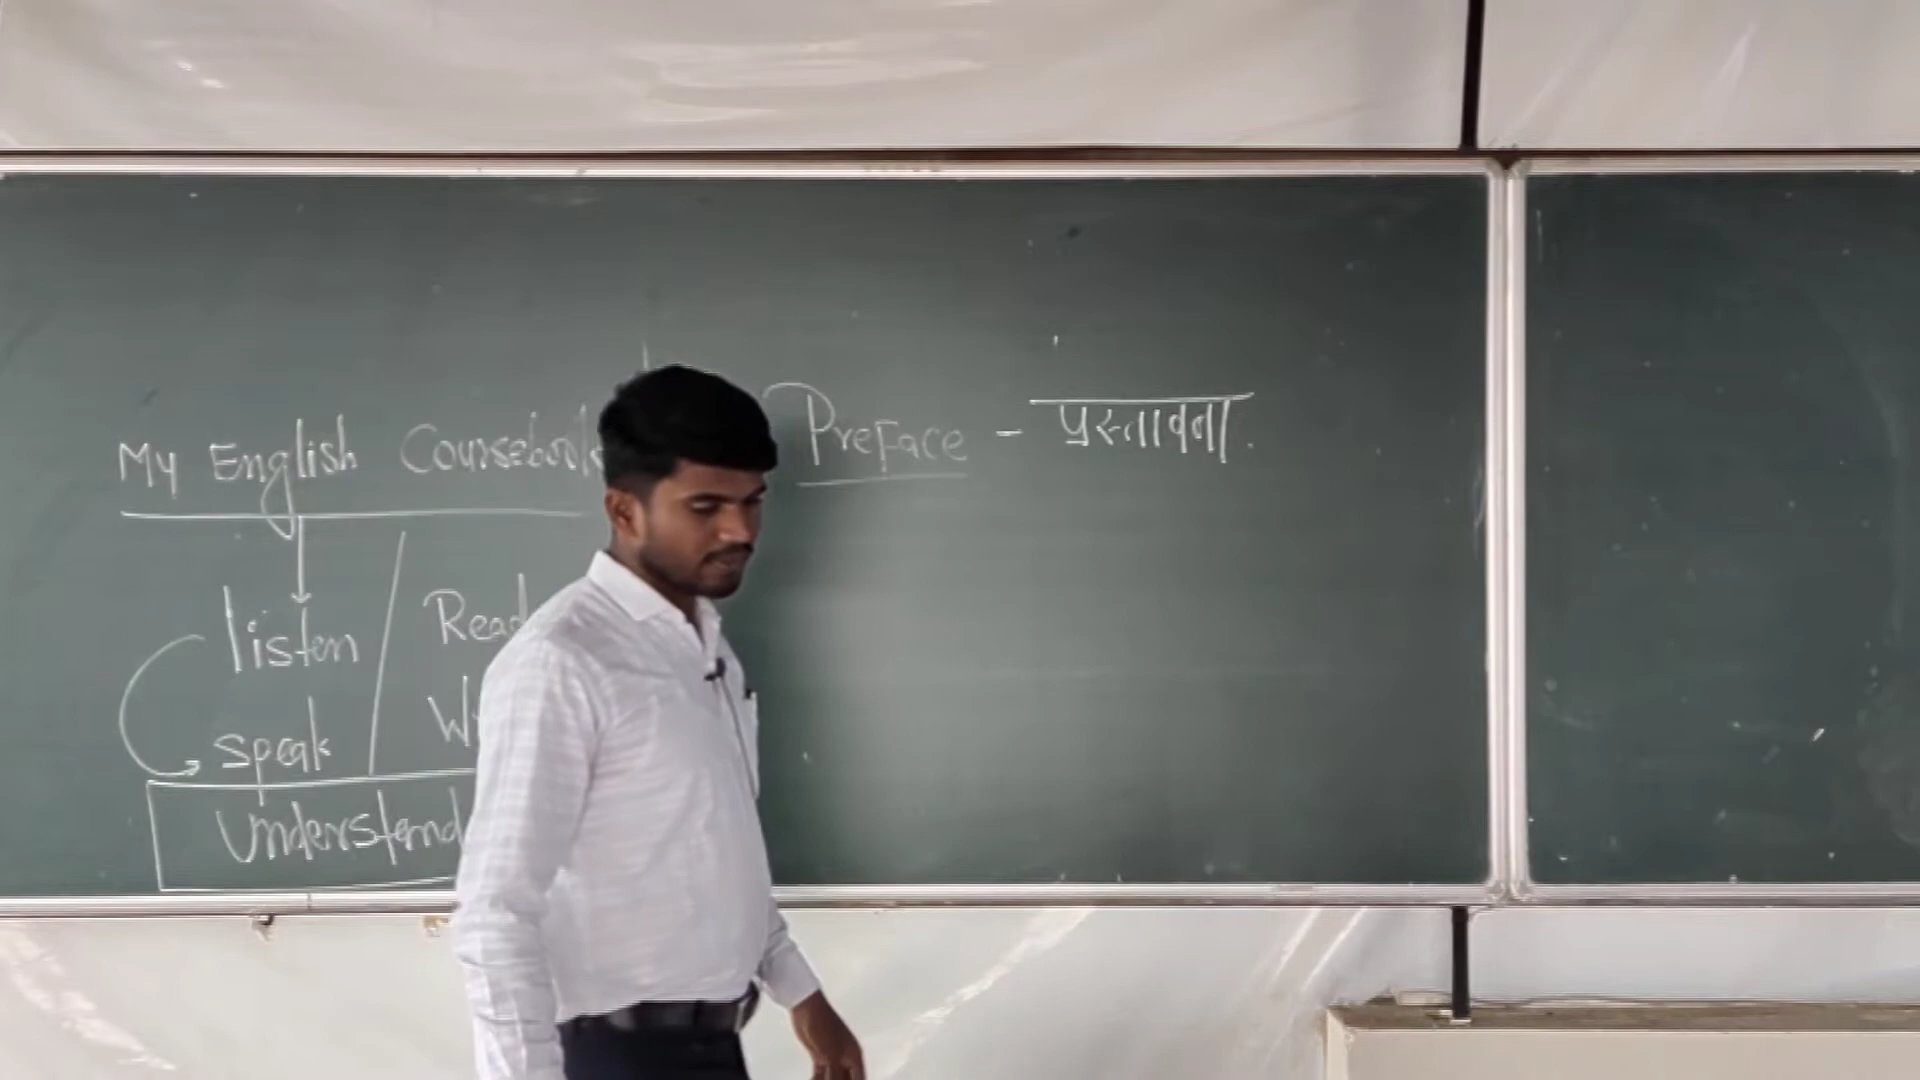 My English Coursebook
listen
Read
speak
Understand
Preface - प्रस्तावना.